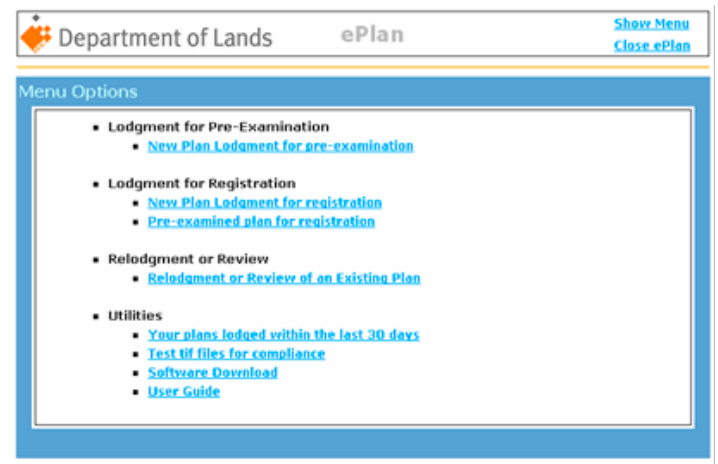 Department of Lands
ePlan
Show Menu
Close ePlan
Menu Options
Lodgment for Pre-Examination
New Plan Lodgment for pre-examination
Lodgment for Registration
New Plan Lodgment for registration
Pre-examined plan for registration
Relodgment or Review
Relodgment or Review of an Existing Plan
Utilities
Your plans lodged within the last 30 days
Test tif files for compliance
Software Download
User Guide